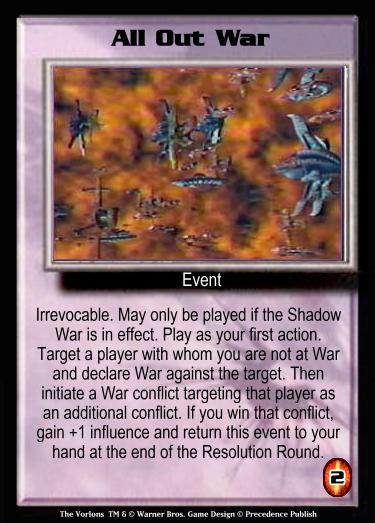 All Out War
Event
Irrevocable. May only be played if the Shadow
War is in effect. Play as your first action.
Target a player with whom you are not at War
and declare War against the target. Then
initiate a War conflict targeting that player as
an additional conflict. If you win that conflict,
gain +1 influence and return this event to your
hand at the end of the Resolution Round.
2
The Vorlons TM & © Warner Bros. Game Design © Precedence Publish